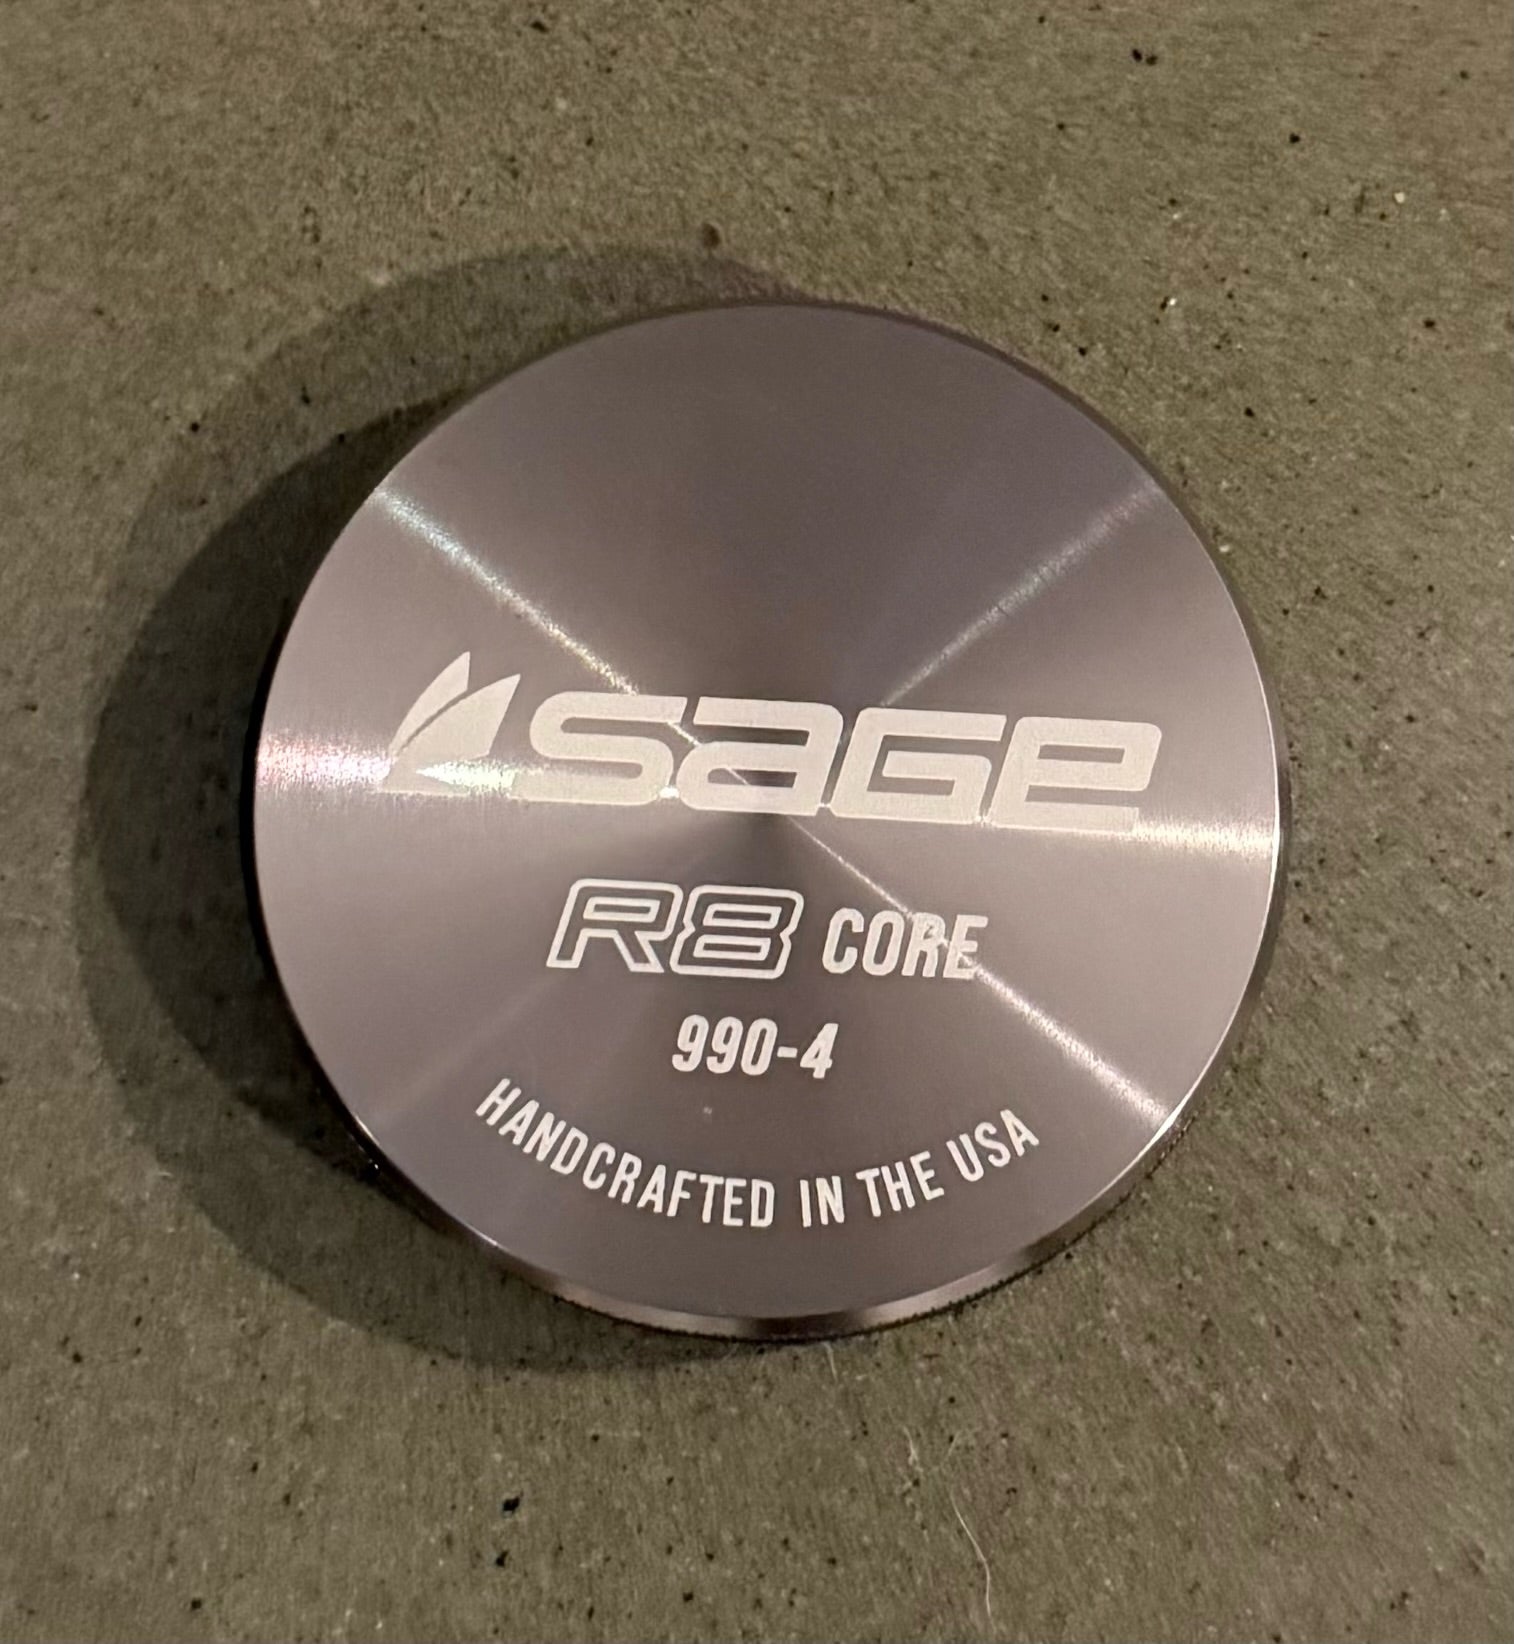 sage
R8 CORE
990-4
HANDCRAFTED IN THE USA